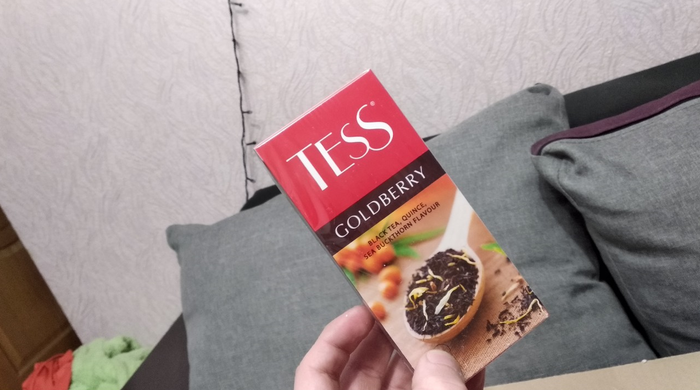 TESS®
GOLDBERRY
BLACK TEA, QUINCE,
SEA BUCKTHORN FLAVOUR